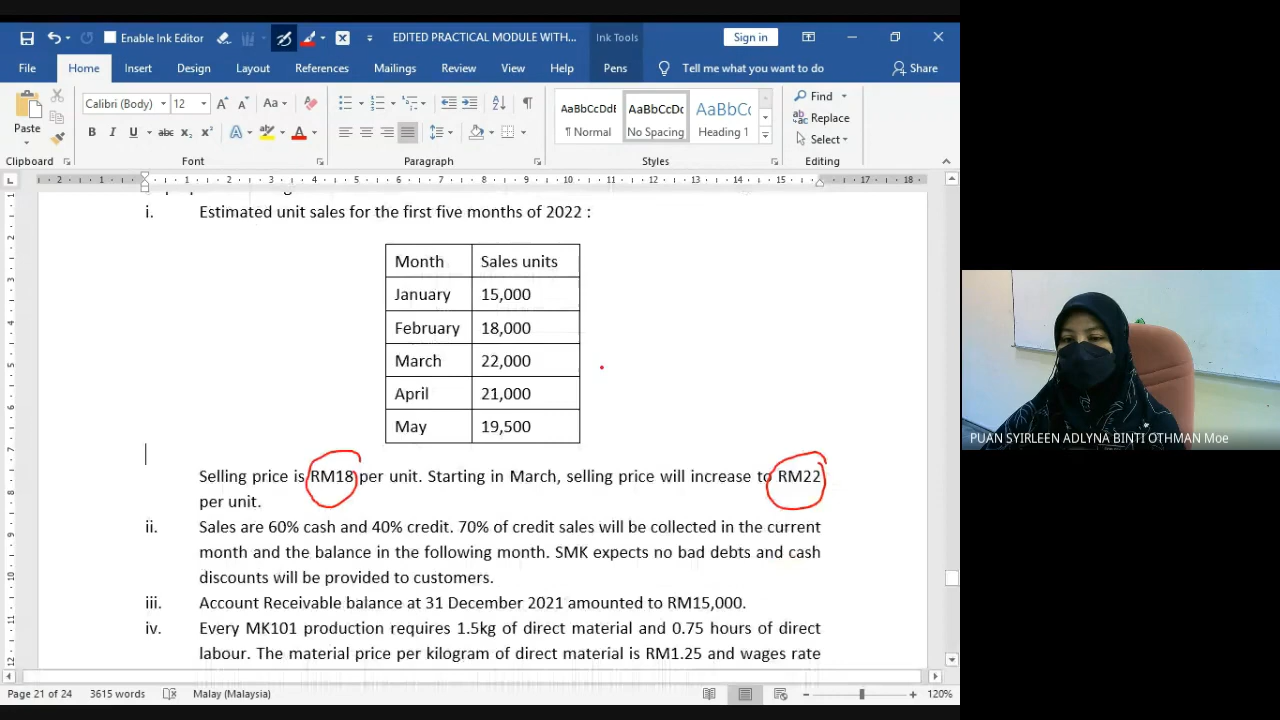 Enable Ink Editor
EDITED PRACTICAL MODULE WITH...
Ink Tools
Sign in
File Home Insert Design Layout References Mailings Review View Help Pens Tell me what you want to do Share
Paste
Calibri (Body) 12
AaBbCcDdE AaBbCcDc AaBbCcD
¶ Normal No Spacing Heading 1
Find
Replace
Select
Clipboard Font Paragraph Styles Editing
i. Estimated unit sales for the first five months of 2022 :
Month Sales units
January 15,000
February 18,000
March 22,000
April 21,000
May 19,500
Selling price is RM18 per unit. Starting in March, selling price will increase to RM22
per unit.
ii. Sales are 60% cash and 40% credit. 70% of credit sales will be collected in the current
month and the balance in the following month. SMK expects no bad debts and cash
discounts will be provided to customers.
iii. Account Receivable balance at 31 December 2021 amounted to RM15,000.
iv. Every MK101 production requires 1.5kg of direct material and 0.75 hours of direct
labour. The material price per kilogram of direct material is RM1.25 and wages rate
Page 21 of 24 3615 words Malay (Malaysia) 120%
PUAN SYIRLEEN ADLYNA BINTI OTHMAN Moe